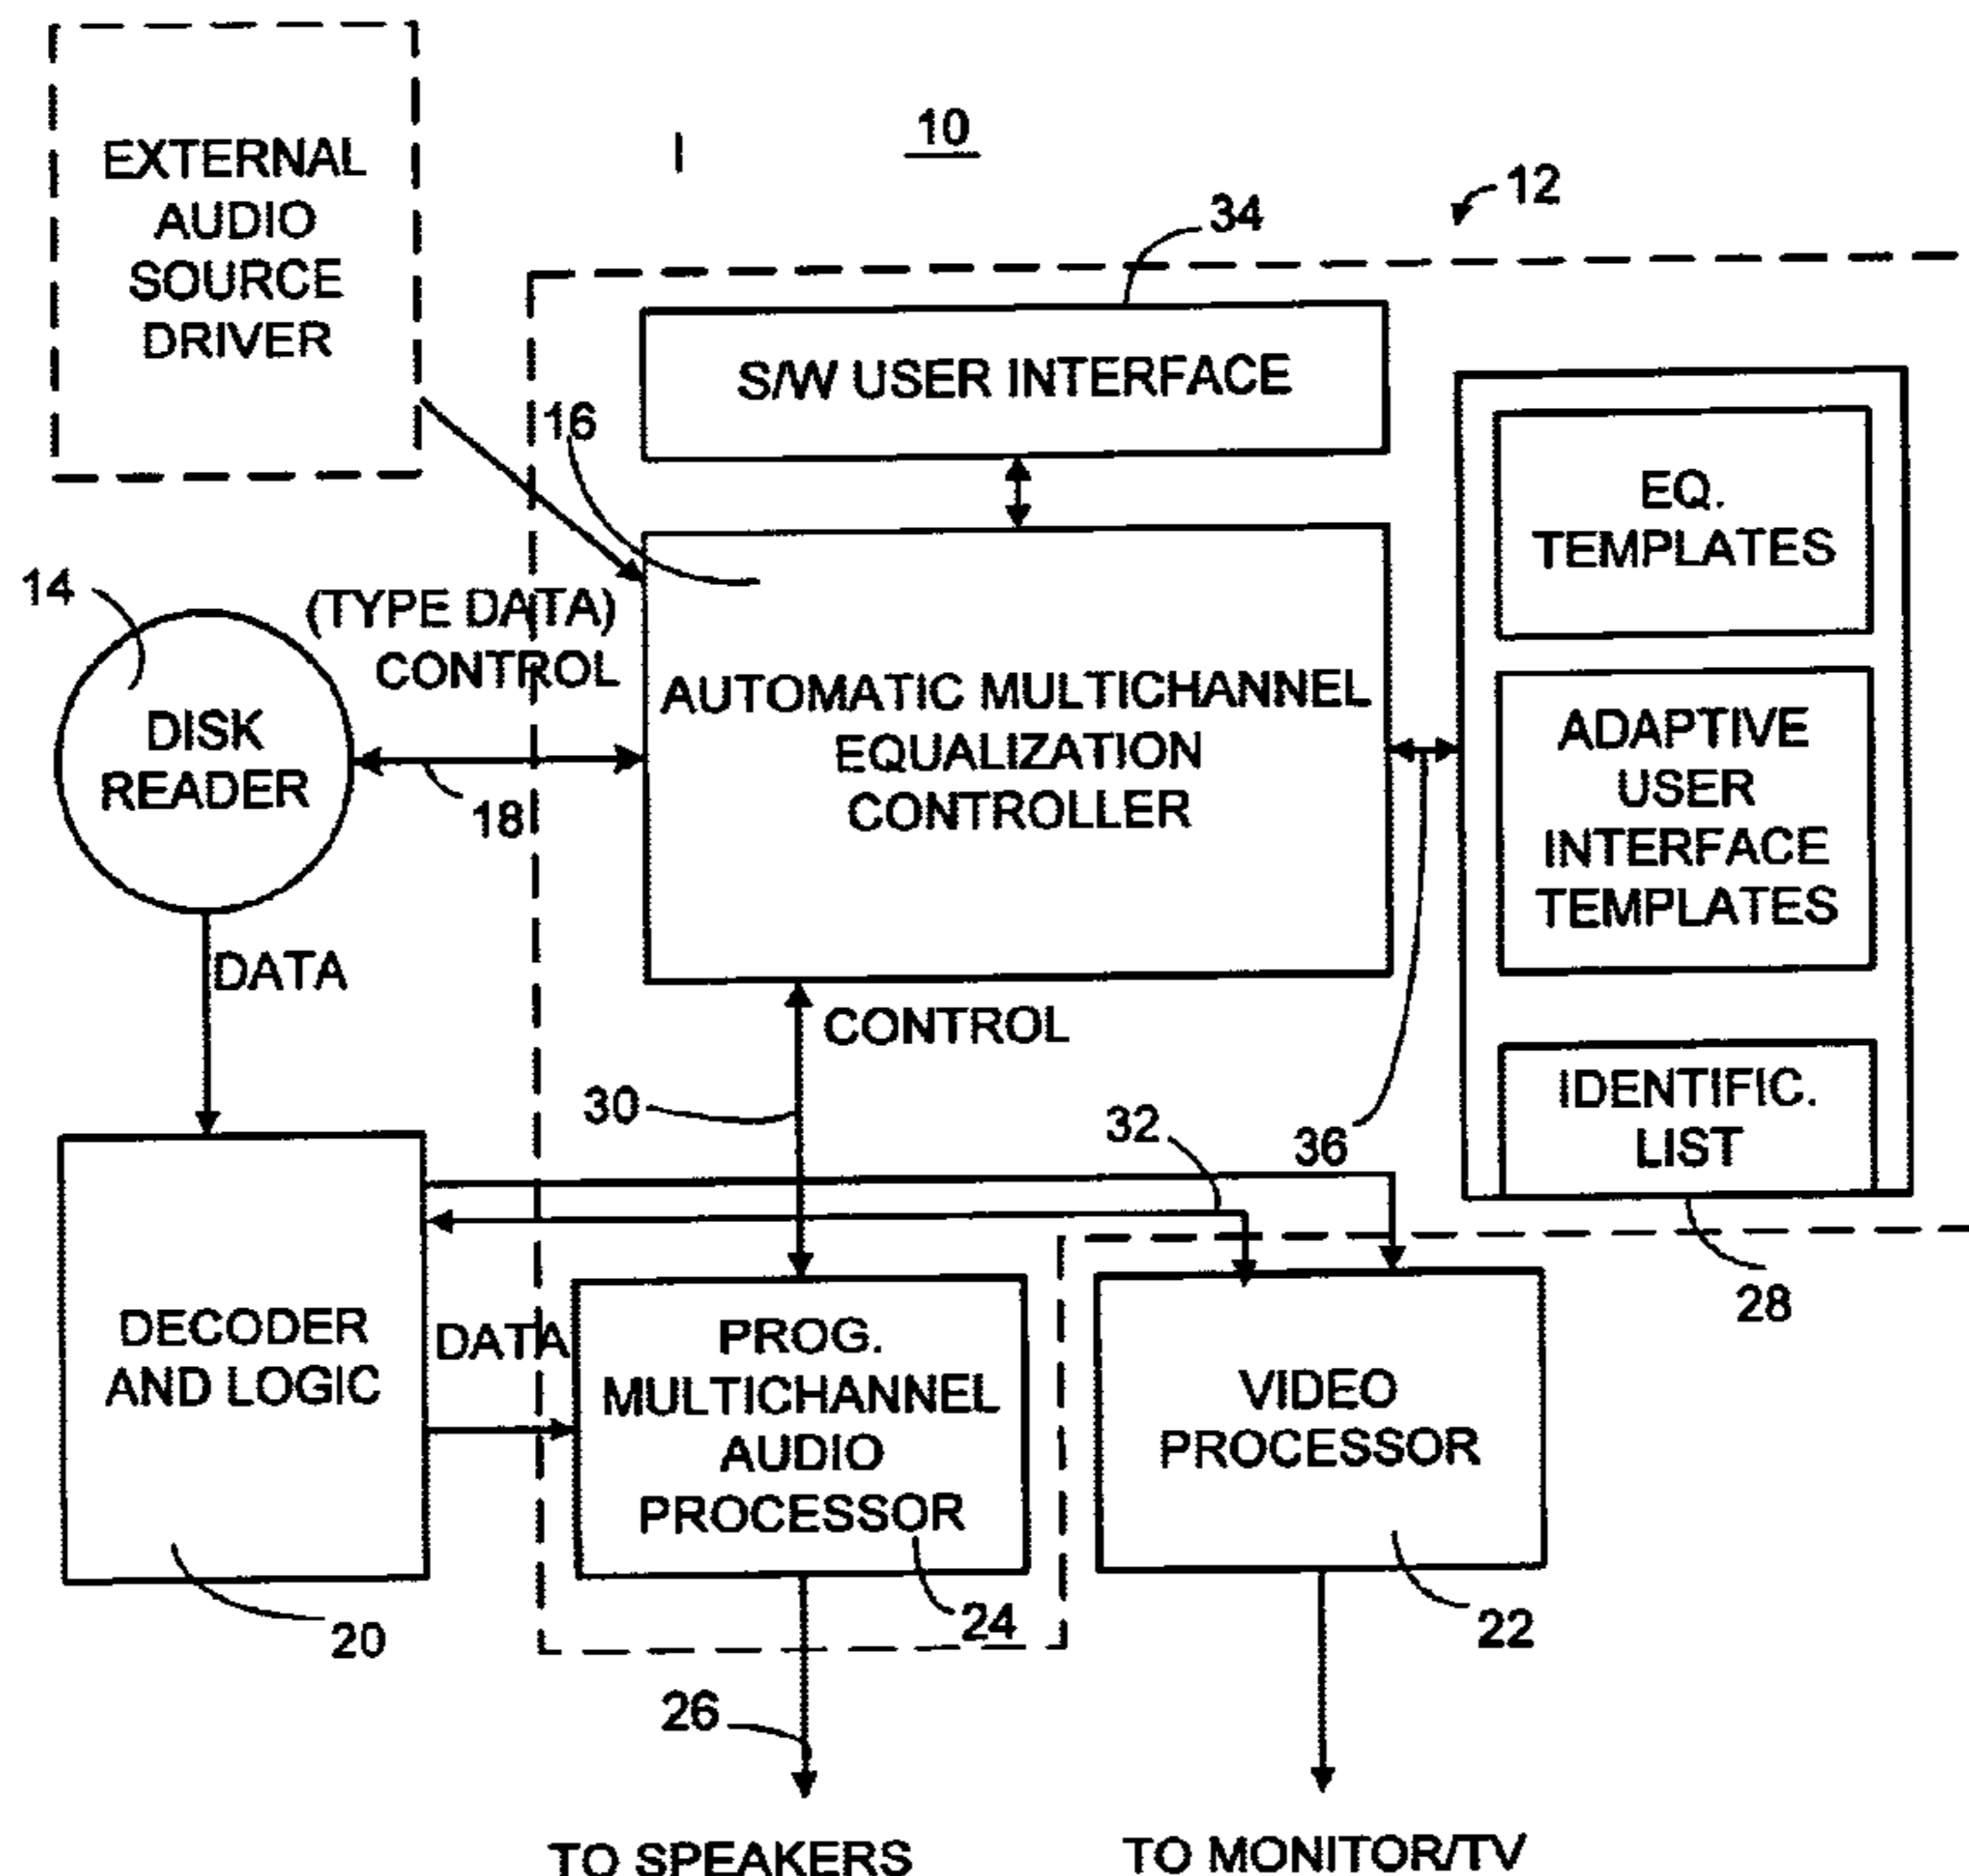 EXTERNAL
AUDIO
SOURCE
DRIVER
10
12
34
S/W USER INTERFACE
16
EQ.
TEMPLATES
14
(TYPE DATA)
CONTROL
DISK
READER
18
AUTOMATIC MULTICHANNEL
EQUALIZATION
CONTROLLER
ADAPTIVE
USER
INTERFACE
TEMPLATES
DATA
CONTROL
30
32
36
IDENTIFIC.
LIST
28
DECODER
AND LOGIC
20
DATA
PROG.
MULTICHANNEL
AUDIO
PROCESSOR
24
VIDEO
PROCESSOR
22
26
TO SPEAKERS
TO MONITOR/TV